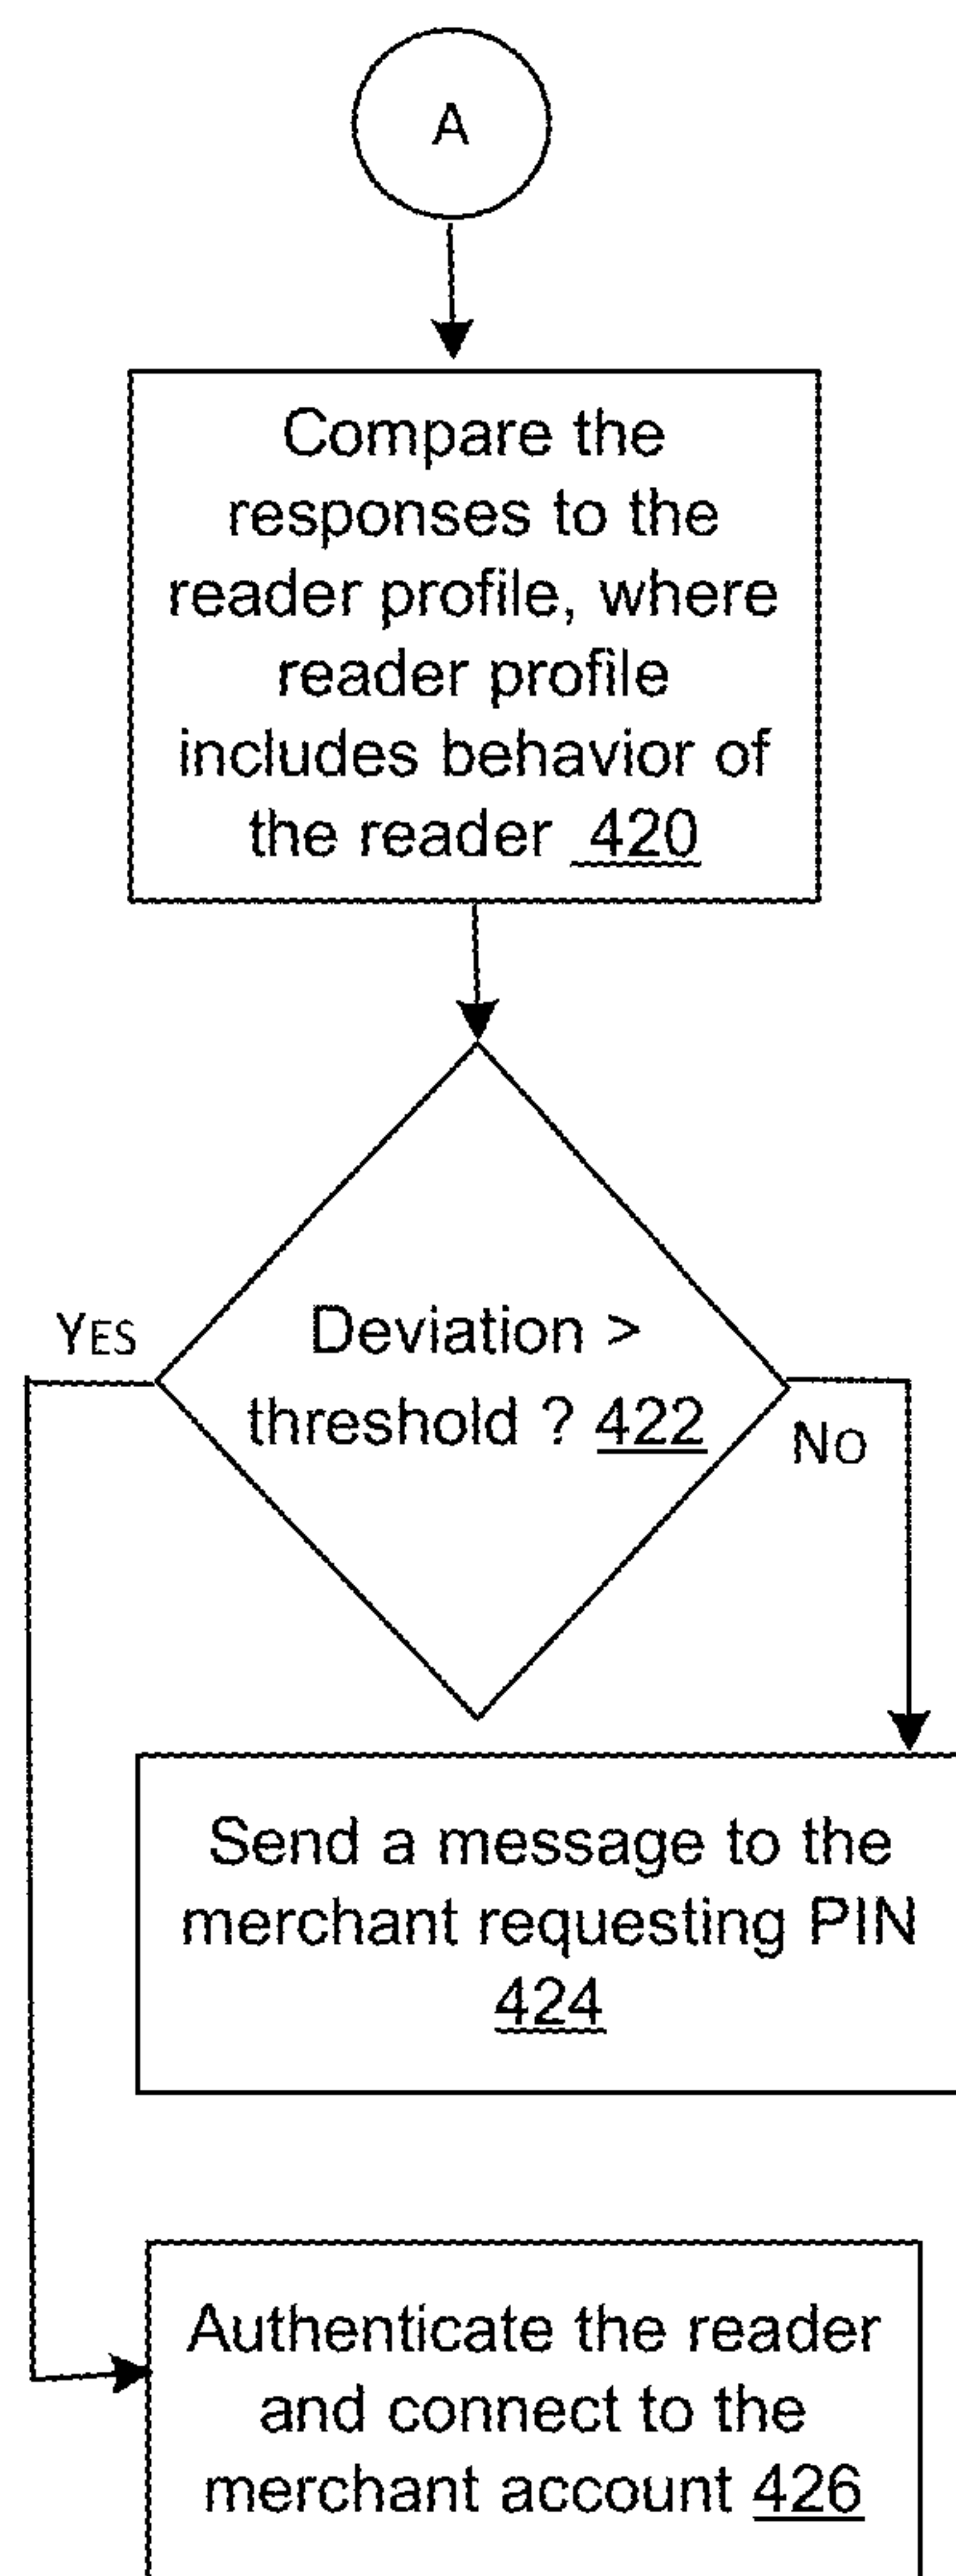 A
Compare the
responses to the
reader profile, where
reader profile
includes behavior of
the reader 420
Deviation >
threshold ? 422
YES
NO
Send a message to the
merchant requesting PIN
424
Authenticate the reader
and connect to the
merchant account 426